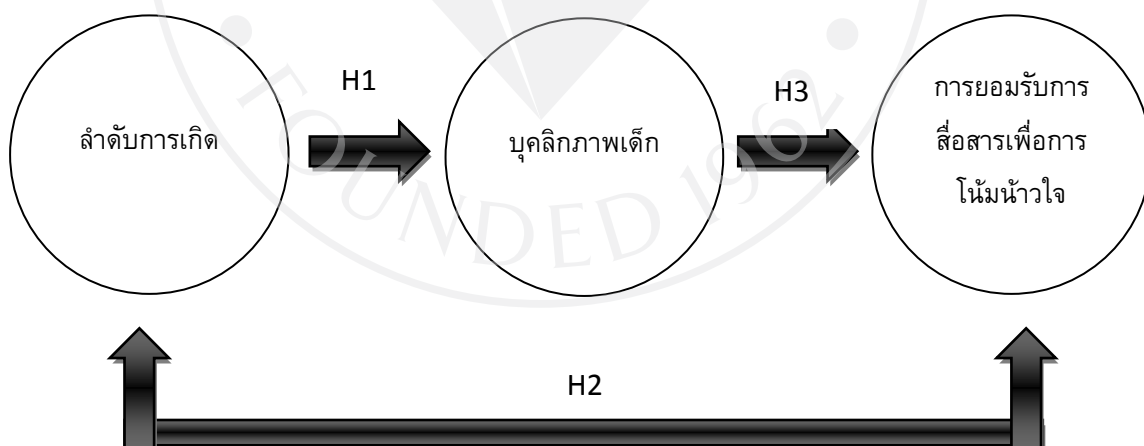 H1
H3
ลำดับการเกิด
บุคลิกภาพเด็ก
การยอมรับการ
สื่อสารเพื่อการ
โน้มน้าวใจ
FOUNDED 1962
H2